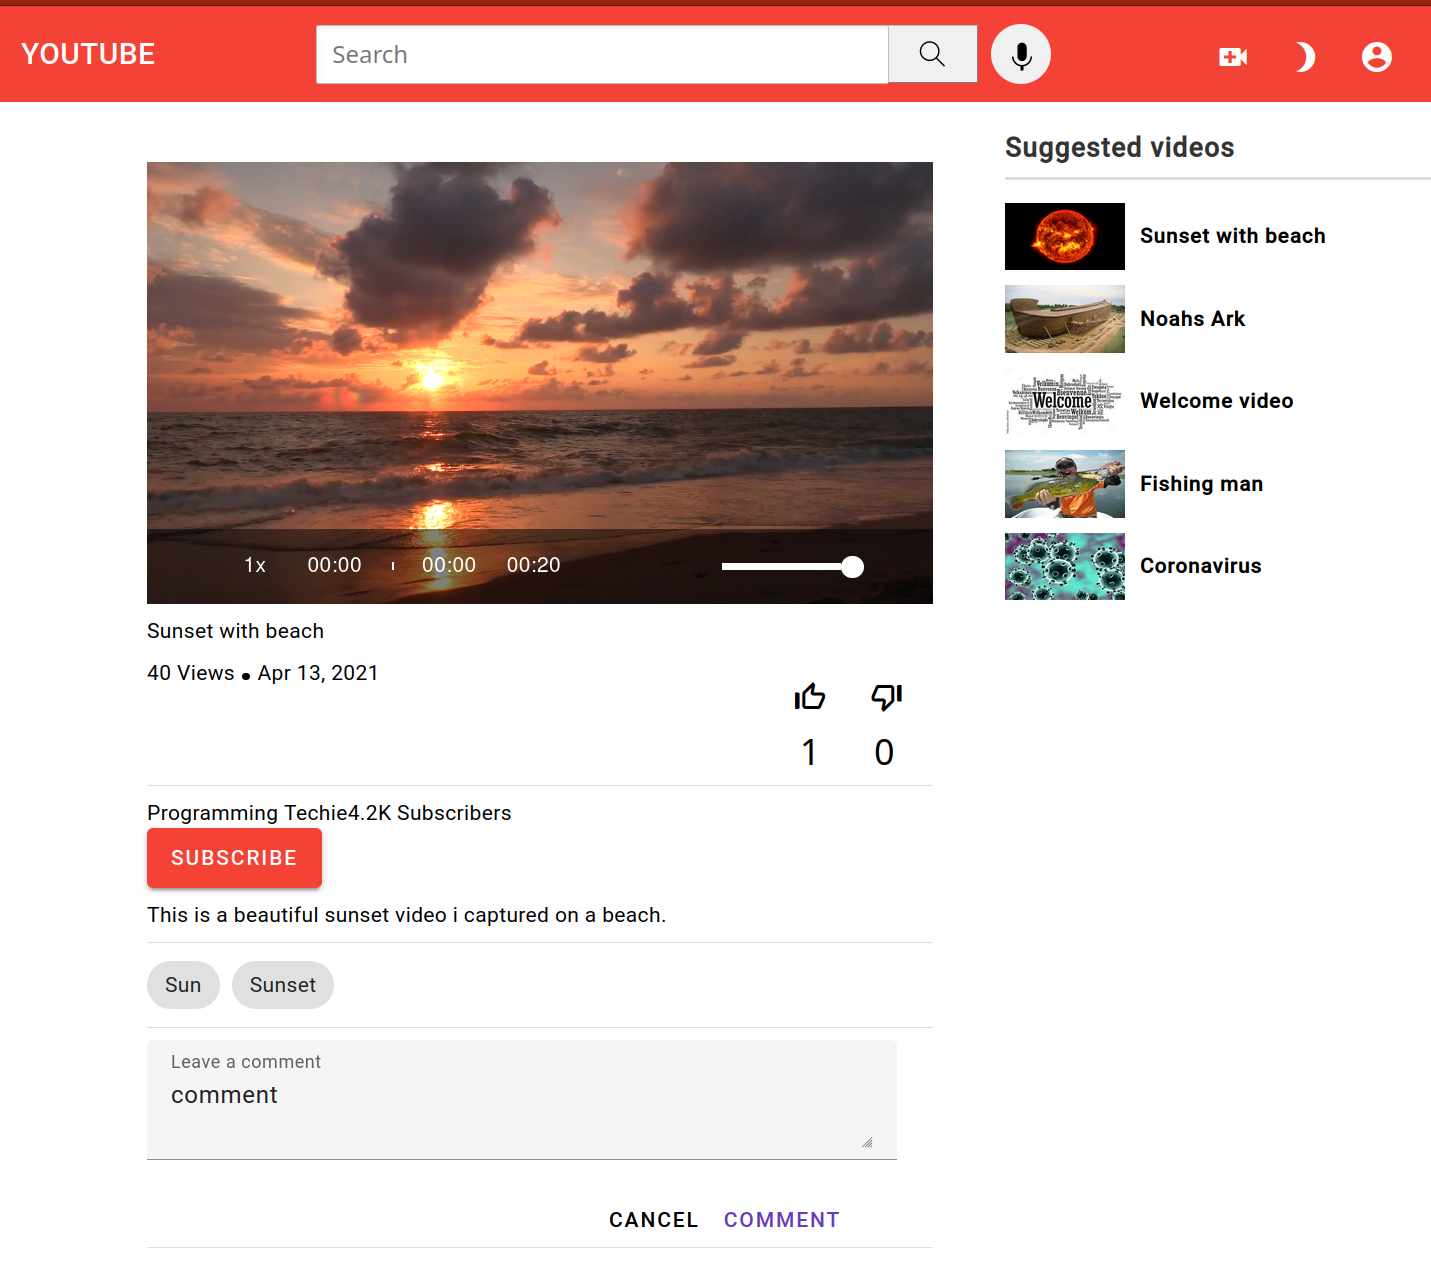 YOUTUBE
Search
1x 00:00 00:00 00:20
Sunset with beach
40 Views • Apr 13, 2021
1 0
Programming Techie4.2K Subscribers
SUBSCRIBE
This is a beautiful sunset video i captured on a beach.
Sun Sunset
Leave a comment
comment
CANCEL COMMENT
Suggested videos
Sunset with beach
Noahs Ark
Welcome
Welcome video
Fishing man
Coronavirus